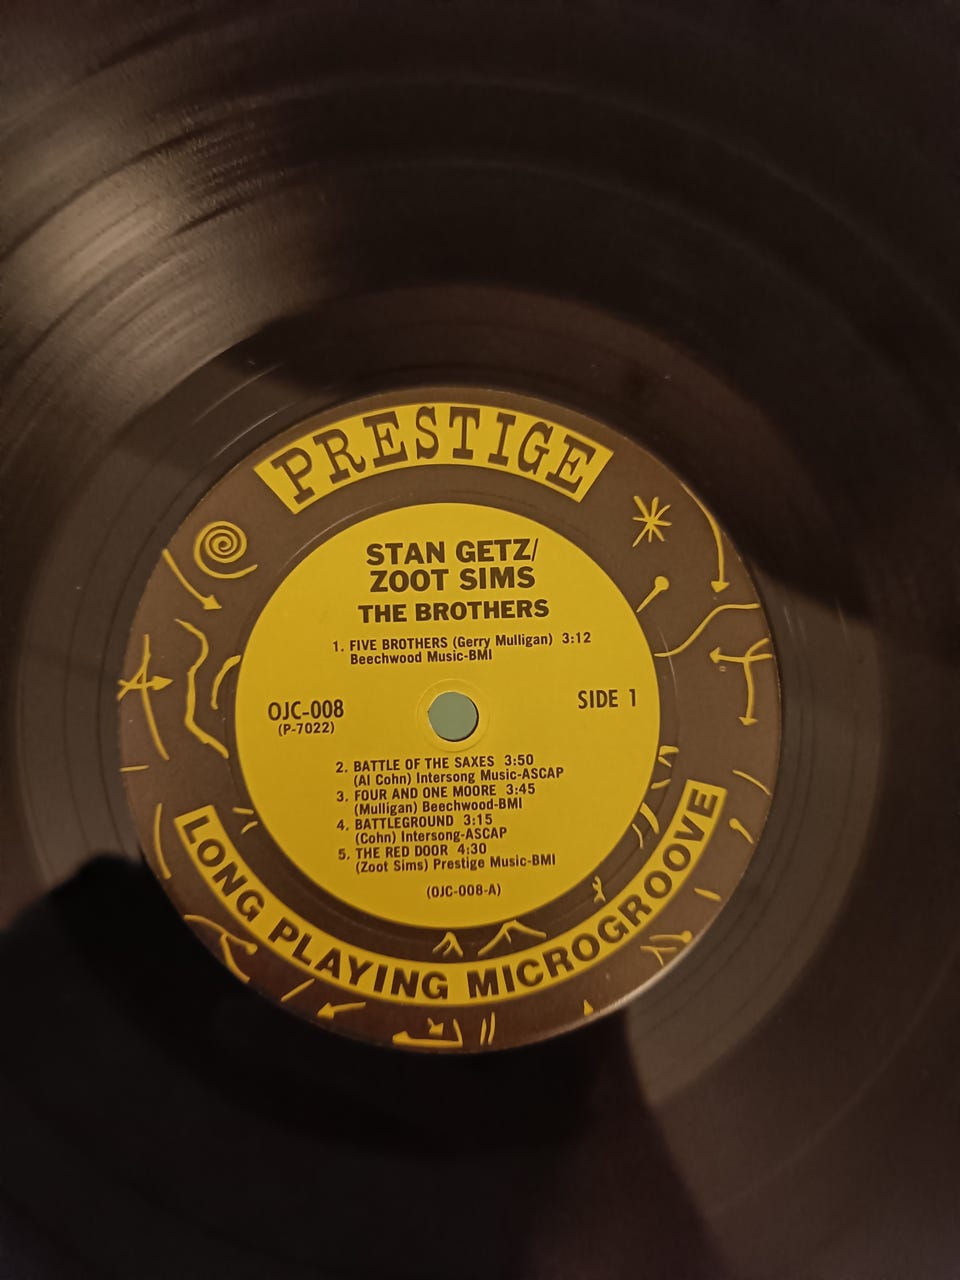 PRESTIGE
STAN GETZ/
ZOOT SIMS
THE BROTHERS
1. FIVE BROTHERS (Gerry Mulligan) 3:12
Beechwood Music-BMI
OJC-008
(P-7022)
SIDE 1
2. BATTLE OF THE SAXES 3:50
(Al Cohn) Intersong Music-ASCAP
3. FOUR AND ONE MOORE 3:45
(Mulligan) Beechwood-BMI
4. BATTLEGROUND 3:15
(Cohn) Intersong-ASCAP
5. THE RED DOOR 4:30
(Zoot Sims) Prestige Music-BMI
(OJC-008-A)
LONG PLAYING MICROGROOVE